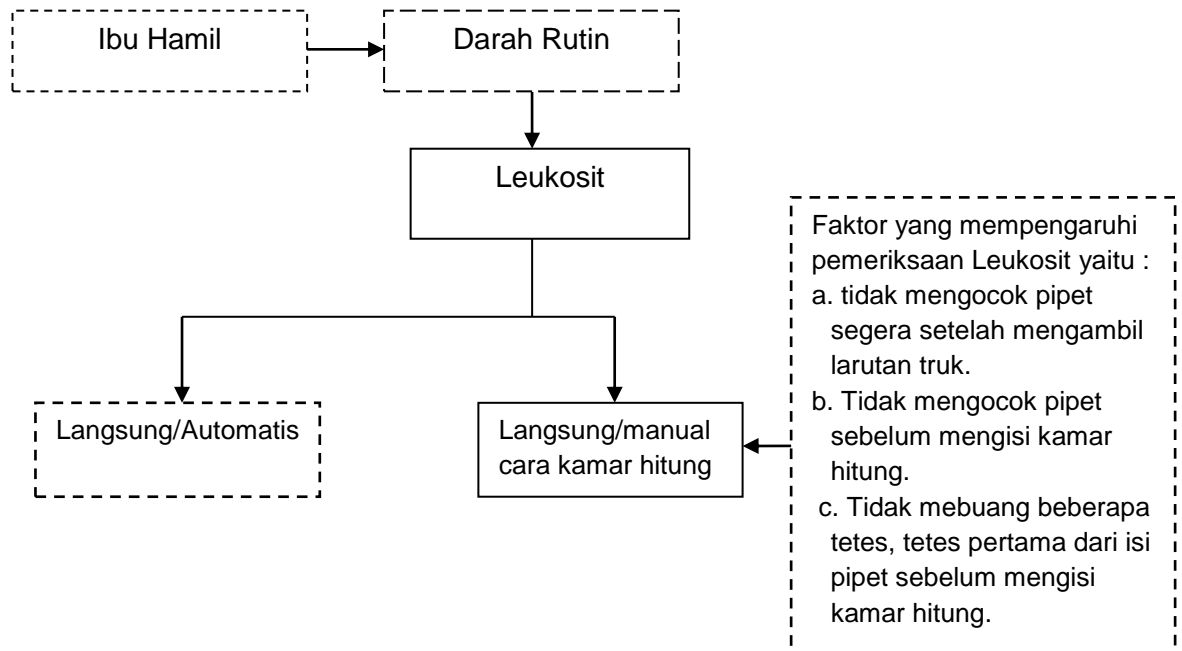 Ibu Hamil
Darah Rutin
Leukosit
Langsung/Automatis
Langsung/manual
cara kamar hitung
Faktor yang mempengaruhi
pemeriksaan Leukosit yaitu :
a. tidak mengocok pipet
segera setelah mengambil
larutan truk.
b. Tidak mengocok pipet
sebelum mengisi kamar
hitung.
c. Tidak mebuang beberapa
tetes, tetes pertama dari isi
pipet sebelum mengisi
kamar hitung.